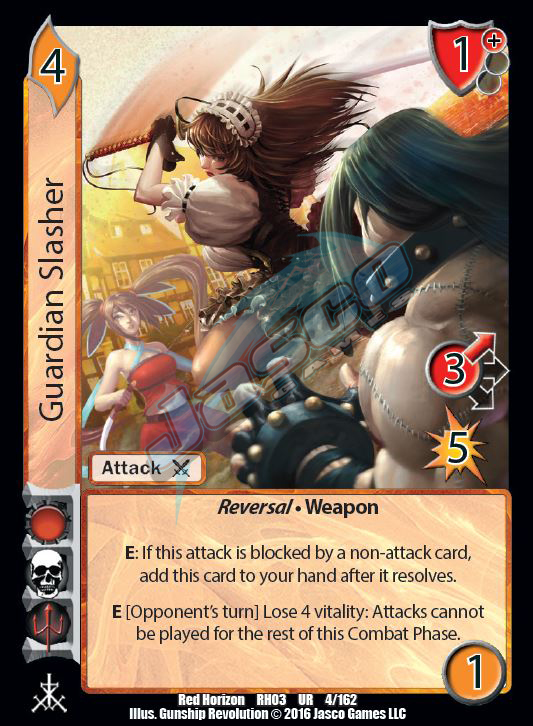 4
1
+
Guardian Slasher
Jasco
3
5
Attack
Reversal • Weapon
E: If this attack is blocked by a non-attack card,
add this card to your hand after it resolves.
E [Opponent's turn] Lose 4 vitality: Attacks cannot
be played for the rest of this Combat Phase.
1
Red Horizon RH03 UR 4/162
Illus. Gunship Revolution © 2016 Jasco Games LLC